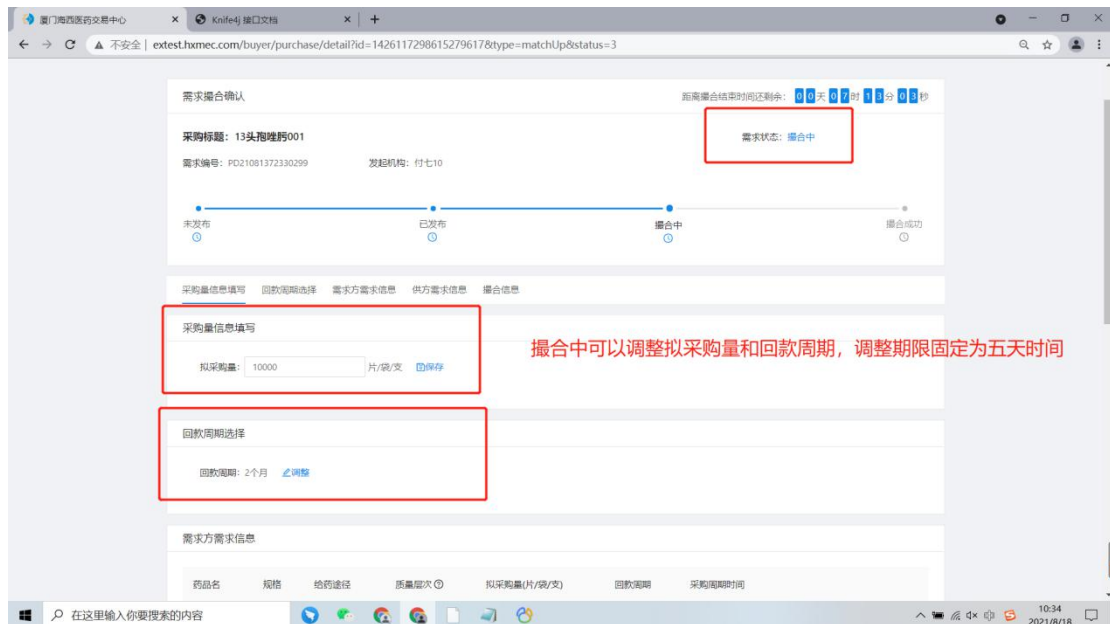 厦门海西医药交易中心
Knife4j 接口文档
不安全 | extest.hxmec.com/buyer/purchase/detail?id=1426117298615279617&type=matchUp&status=3
需求撮合确认
距离撮合结束时间还剩余: 00天07时13分03秒
采购标题: 13头孢唑肟001
需求状态: 撮合中
需求编号: PD21081372330299 发起机构: 付七10
未发布 已发布 撮合中 撮合成功
采购量信息填写 回款周期选择 需求方需求信息 供方需求信息 撮合信息
采购量信息填写
撮合中可以调整拟采购量和回款周期，调整期限固定为五天时间
拟采购量: 10000 片/袋/支 保存
回款周期选择
回款周期: 2个月 调整
需求方需求信息
药品名 规格 给药途径 质量层次 拟采购量(片/袋/支) 回款周期 采购周期时间
在这里输入你要搜索的内容
10:34
2021/8/18